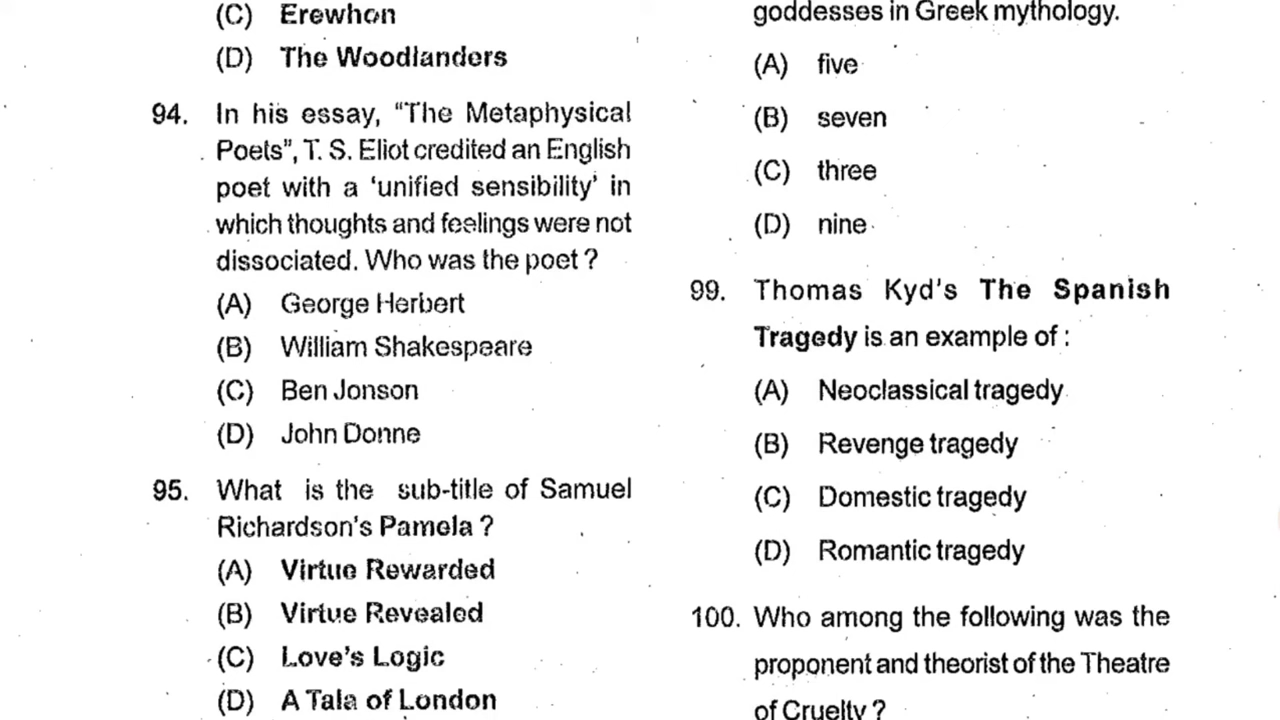 (C) Erewhon
(D) The Woodlanders
94. In his essay, "The Metaphysical
Poets", T. S. Eliot credited an English
poet with a 'unified sensibility' in
which thoughts and feelings were not
dissociated. Who was the poet ?
(A) George Herbert
(B) William Shakespeare
(C) Ben Jonson
(D) John Donne
95. What is the sub-title of Samuel
Richardson's Pamela ?
(A) Virtue Rewarded
(B) Virtue Revealed
(C) Love's Logic
(D) A Tala of London
goddesses in Greek mythology.
(A) five
(B) seven
(C) three
(D) nine
99. Thomas Kyd's The Spanish
Tragedy is an example of :
(A) Neoclassical tragedy
(B) Revenge tragedy
(C) Domestic tragedy
(D) Romantic tragedy
100. Who among the following was the
proponent and theorist of the Theatre
of Cruelty ?